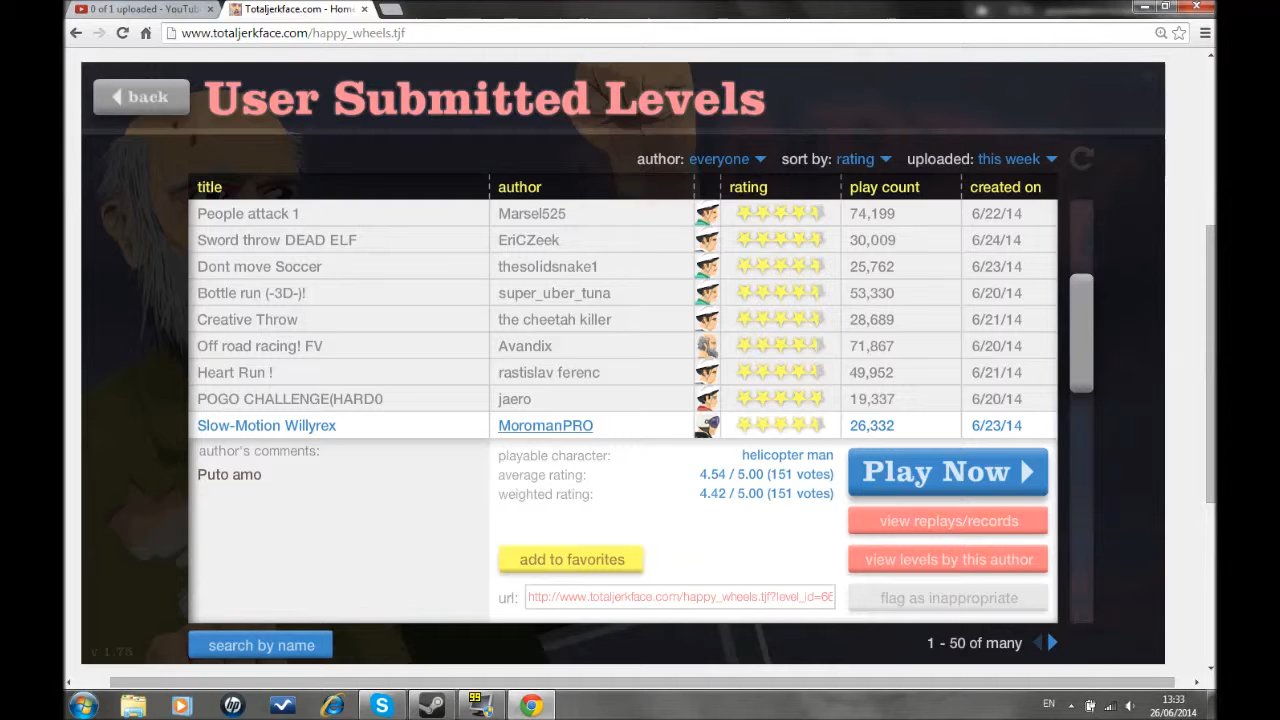 0 of 1 uploaded - YouTub
Totaljerkface.com - Home
www.totaljerkface.com/happy_wheels.tjf
back
User Submitted Levels
author: everyone sort by: rating uploaded: this week
title author rating play count created on
People attack 1 Marsel525 74,199 6/22/14
Sword throw DEAD ELF EriCZeek 30,009 6/24/14
Dont move Soccer thesolidsnake1 25,762 6/23/14
Bottle run (-3D-)! super_uber_tuna 53,330 6/20/14
Creative Throw the cheetah killer 28,689 6/21/14
Off road racing! FV Avandix 71,867 6/20/14
Heart Run ! rastislav ferenc 49,952 6/21/14
POGO CHALLENGE(HARD0 jaero 19,337 6/20/14
Slow-Motion Willyrex MoromanPRO 26,332 6/23/14
author's comments:
Puto amo
playable character: helicopter man
average rating: 4.54 / 5.00 (151 votes)
weighted rating: 4.42 / 5.00 (151 votes)
Play Now
view replays/records
add to favorites
view levels by this author
url: http://www.totaljerkface.com/happy_wheels.tjf?level_id=66
flag as inappropriate
search by name
1 - 50 of many
v 1.75
99
EN
13:33
26/06/2014